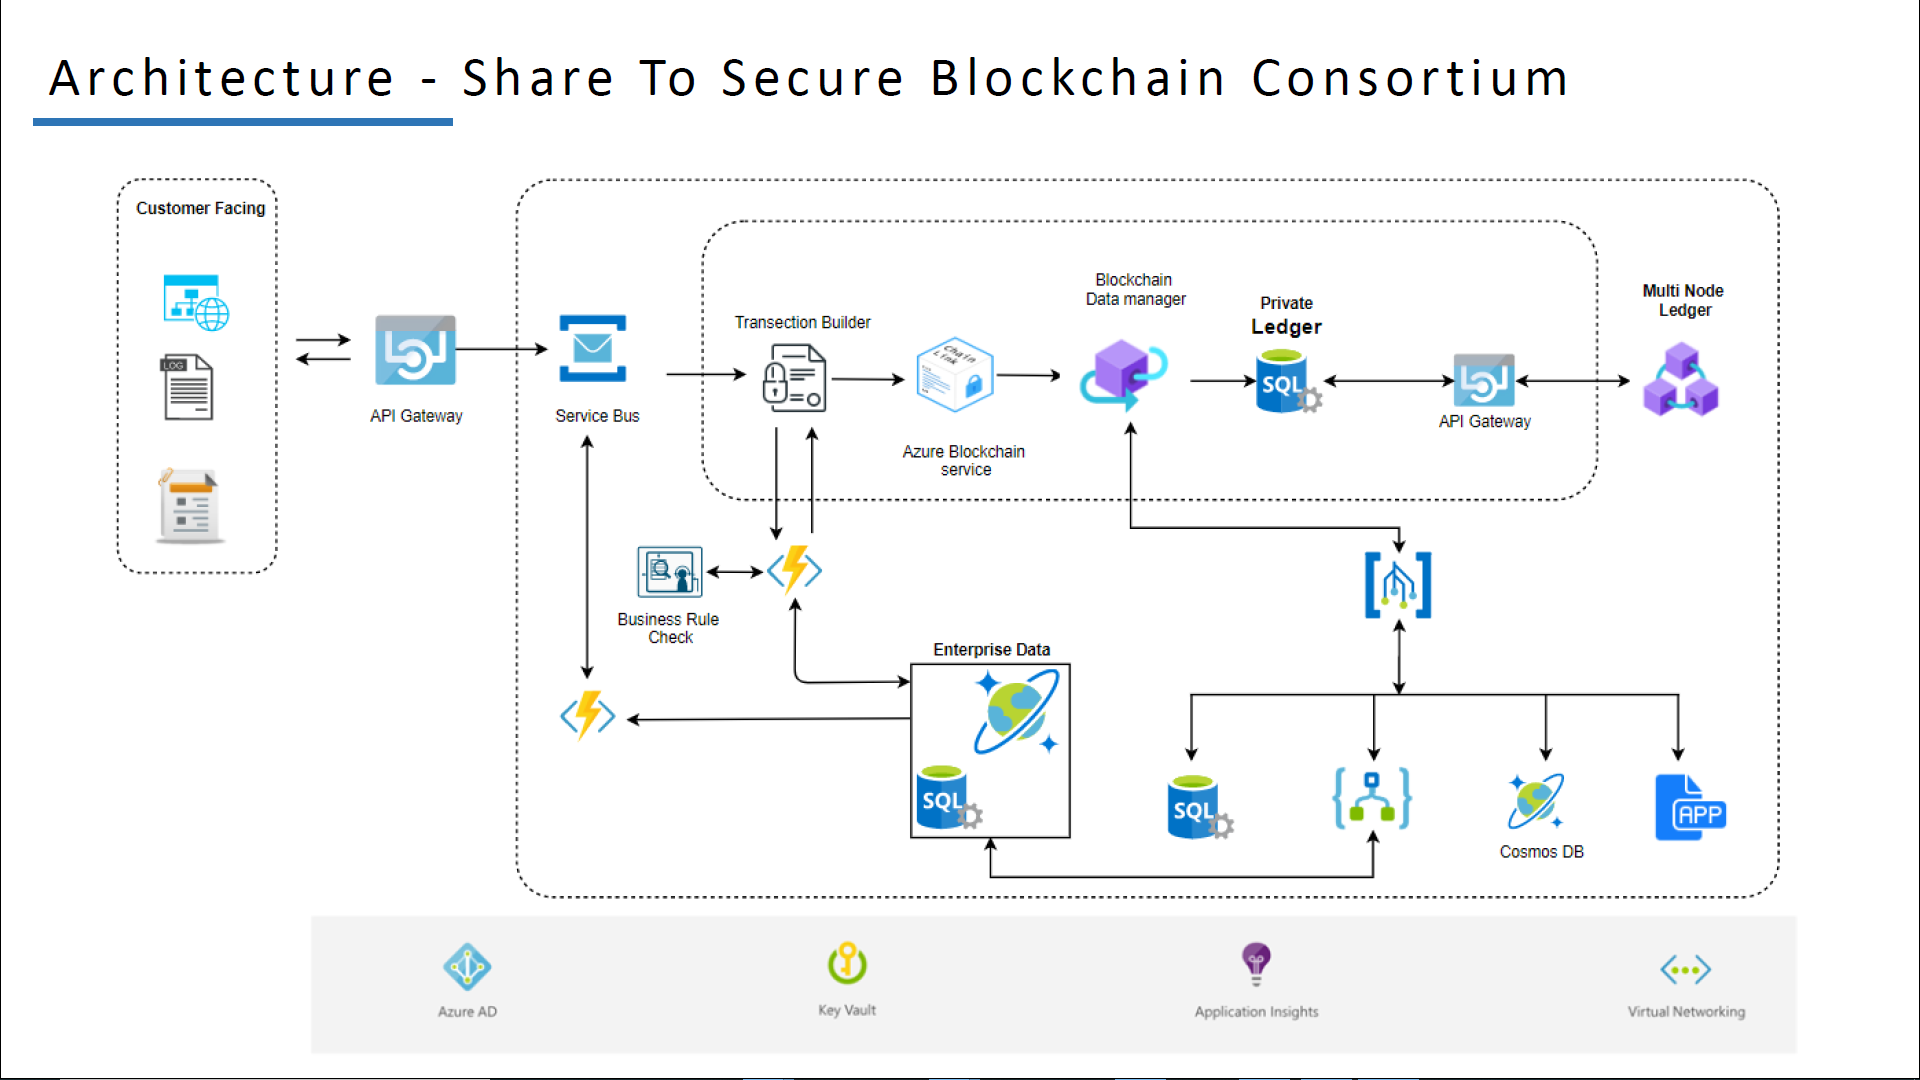 Architecture - Share To Secure Blockchain Consortium
Customer Facing
LOG
API Gateway
Service Bus
Transection Builder
Chain
Link
Azure Blockchain
service
Blockchain
Data manager
Private
Ledger
SQL
API Gateway
Multi Node
Ledger
Business Rule
Check
Enterprise Data
SQL
SQL
Cosmos DB
APP
Azure AD
Key Vault
Application Insights
Virtual Networking